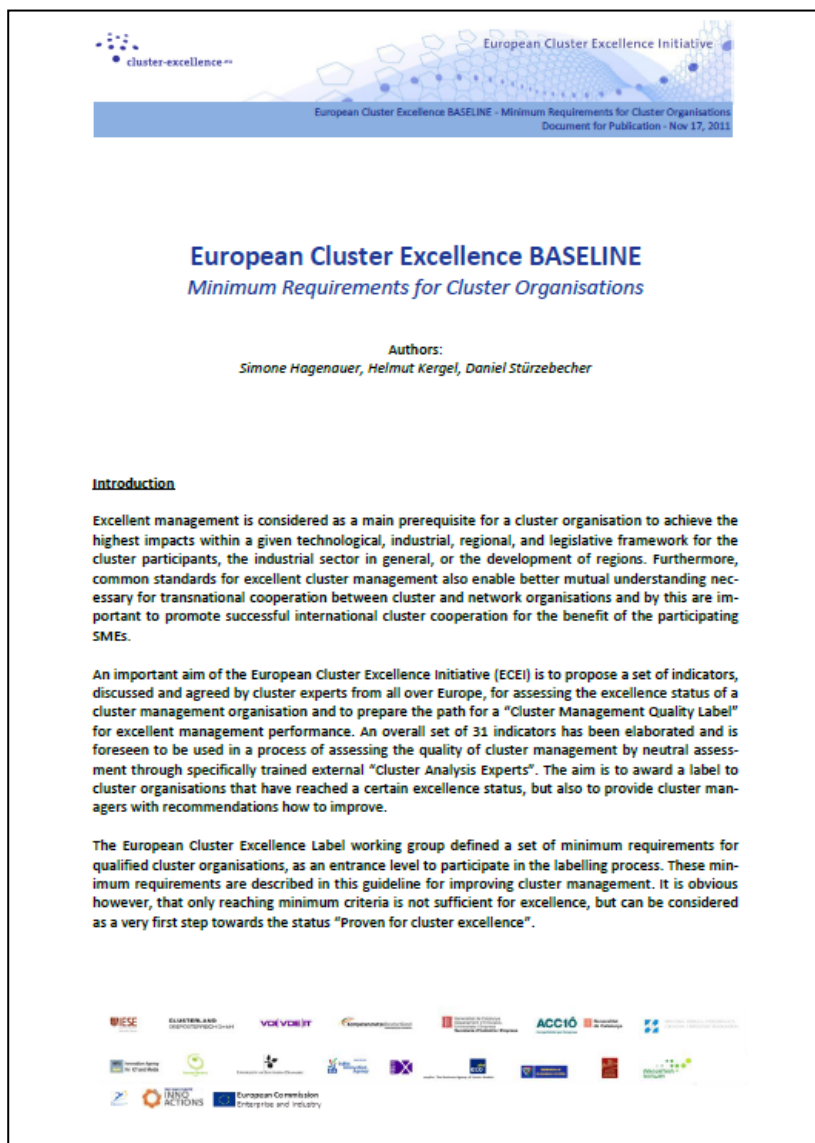 cluster-excellence.eu
European Cluster Excellence Initiative
European Cluster Excellence BASELINE - Minimum Requirements for Cluster Organisations
Document for Publication - Nov 17, 2011
European Cluster Excellence BASELINE
Minimum Requirements for Cluster Organisations
Authors:
Simone Hagenauer, Helmut Kergel, Daniel Stürzebecher
Introduction
Excellent management is considered as a main prerequisite for a cluster organisation to achieve the
highest impacts within a given technological, industrial, regional, and legislative framework for the
cluster participants, the industrial sector in general, or the development of regions. Furthermore,
common standards for excellent cluster management also enable better mutual understanding nec-
essary for transnational cooperation between cluster and network organisations and by this are im-
portant to promote successful international cluster cooperation for the benefit of the participating
SMEs.
An important aim of the European Cluster Excellence Initiative (ECEI) is to propose a set of indicators,
discussed and agreed by cluster experts from all over Europe, for assessing the excellence status of a
cluster management organisation and to prepare the path for a “Cluster Management Quality Label”
for excellent management performance. An overall set of 31 indicators has been elaborated and is
foreseen to be used in a process of assessing the quality of cluster management by neutral assess-
ment through specifically trained external “Cluster Analysis Experts”. The aim is to award a label to
cluster organisations that have reached a certain excellence status, but also to provide cluster man-
agers with recommendations how to improve.
The European Cluster Excellence Label working group defined a set of minimum requirements for
qualified cluster organisations, as an entrance level to participate in the labelling process. These min-
imum requirements are described in this guideline for improving cluster management. It is obvious
however, that only reaching minimum criteria is not sufficient for excellence, but can be considered
as a very first step towards the status “Proven for cluster excellence”.
IESE
CLUSTERLAND
VDI VDE IT
kompetenznetze deutschland
ACCIÓ
Generalitat
de Catalunya
Innovation Agency
for ICT and Media
eco
INNO
ACTIONS
European Commission
Enterprise and Industry